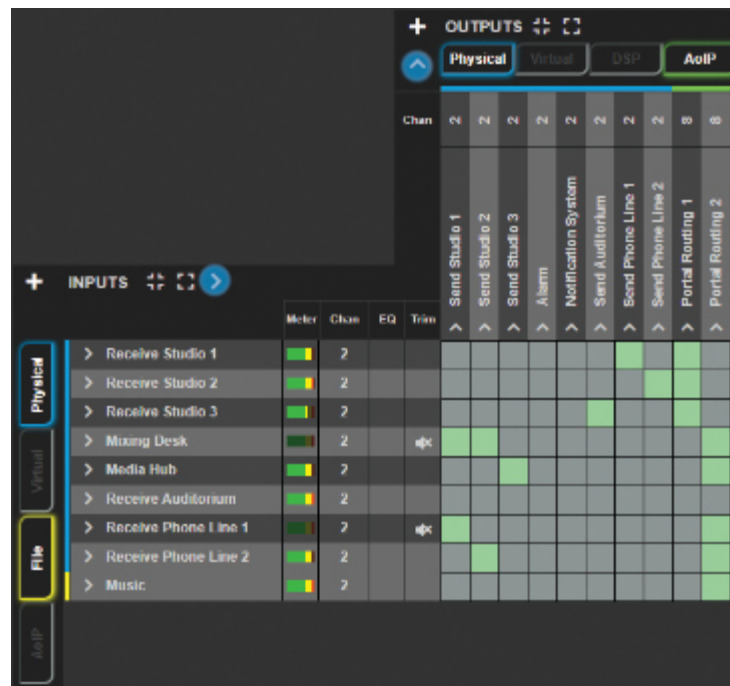 + OUTPUTS
Physical Virtual DSP AoIP
Chan 2 2 2 2 2 2 2 2 8 8
Send Studio 1
Send Studio 2
Send Studio 3
Alarm
Notification System
Send Auditorium
Send Phone Line 1
Send Phone Line 2
Portal Routing 1
Portal Routing 2
+ INPUTS
Meter Chan EQ Trim
Physical
Virtual
File
AoIP
> Receive Studio 1 2
> Receive Studio 2 2
> Receive Studio 3 2
> Mixing Desk 2
> Media Hub 2
> Receive Auditorium 2
> Receive Phone Line 1 2
> Receive Phone Line 2 2
> Music 2